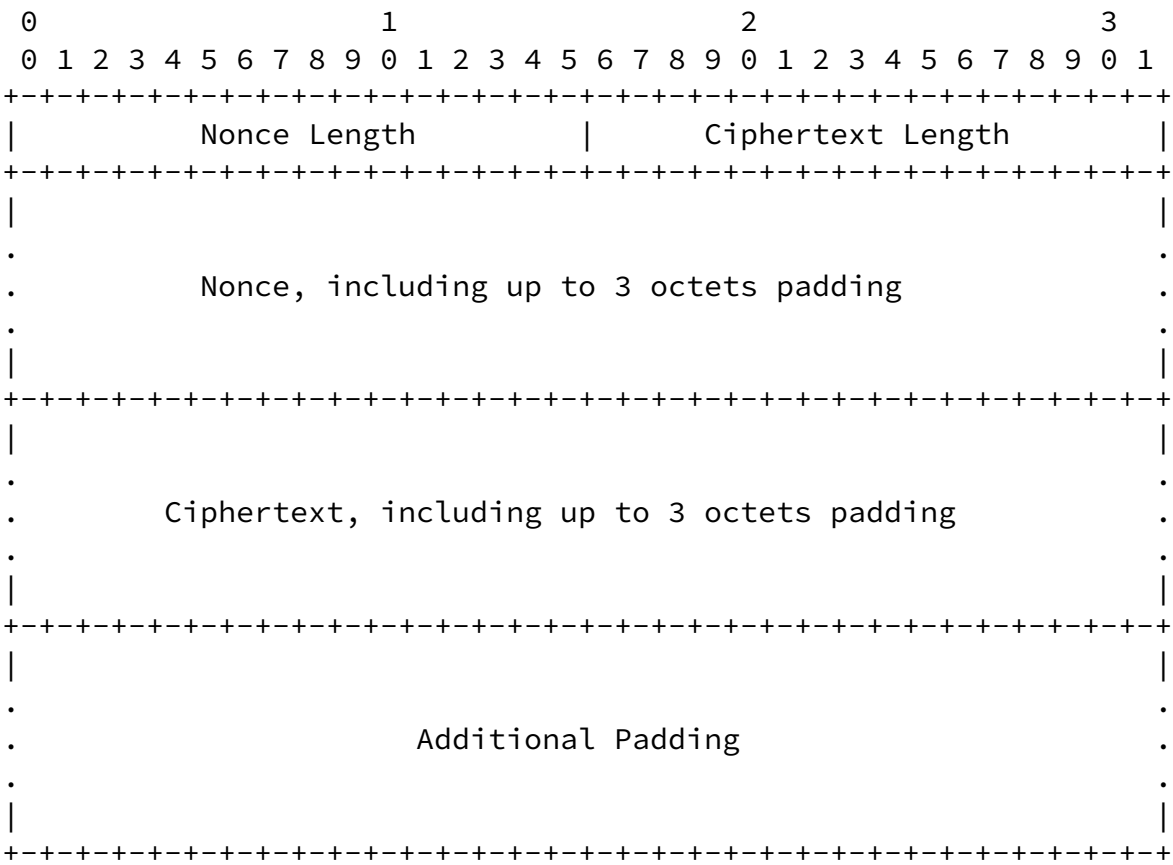 0                   1                   2                   3
 0 1 2 3 4 5 6 7 8 9 0 1 2 3 4 5 6 7 8 9 0 1 2 3 4 5 6 7 8 9 0 1
+-+-+-+-+-+-+-+-+-+-+-+-+-+-+-+-+-+-+-+-+-+-+-+-+-+-+-+-+-+-+-+-+
|          Nonce Length         |      Ciphertext Length        |
+-+-+-+-+-+-+-+-+-+-+-+-+-+-+-+-+-+-+-+-+-+-+-+-+-+-+-+-+-+-+-+-+
|                                                               |
.                                                               .
.          Nonce, including up to 3 octets padding              .
.                                                               .
|                                                               |
+-+-+-+-+-+-+-+-+-+-+-+-+-+-+-+-+-+-+-+-+-+-+-+-+-+-+-+-+-+-+-+-+
|                                                               |
.                                                               .
.        Ciphertext, including up to 3 octets padding           .
.                                                               .
|                                                               |
+-+-+-+-+-+-+-+-+-+-+-+-+-+-+-+-+-+-+-+-+-+-+-+-+-+-+-+-+-+-+-+-+
|                                                               |
.                                                               .
.                      Additional Padding                       .
.                                                               .
|                                                               |
+-+-+-+-+-+-+-+-+-+-+-+-+-+-+-+-+-+-+-+-+-+-+-+-+-+-+-+-+-+-+-+-+